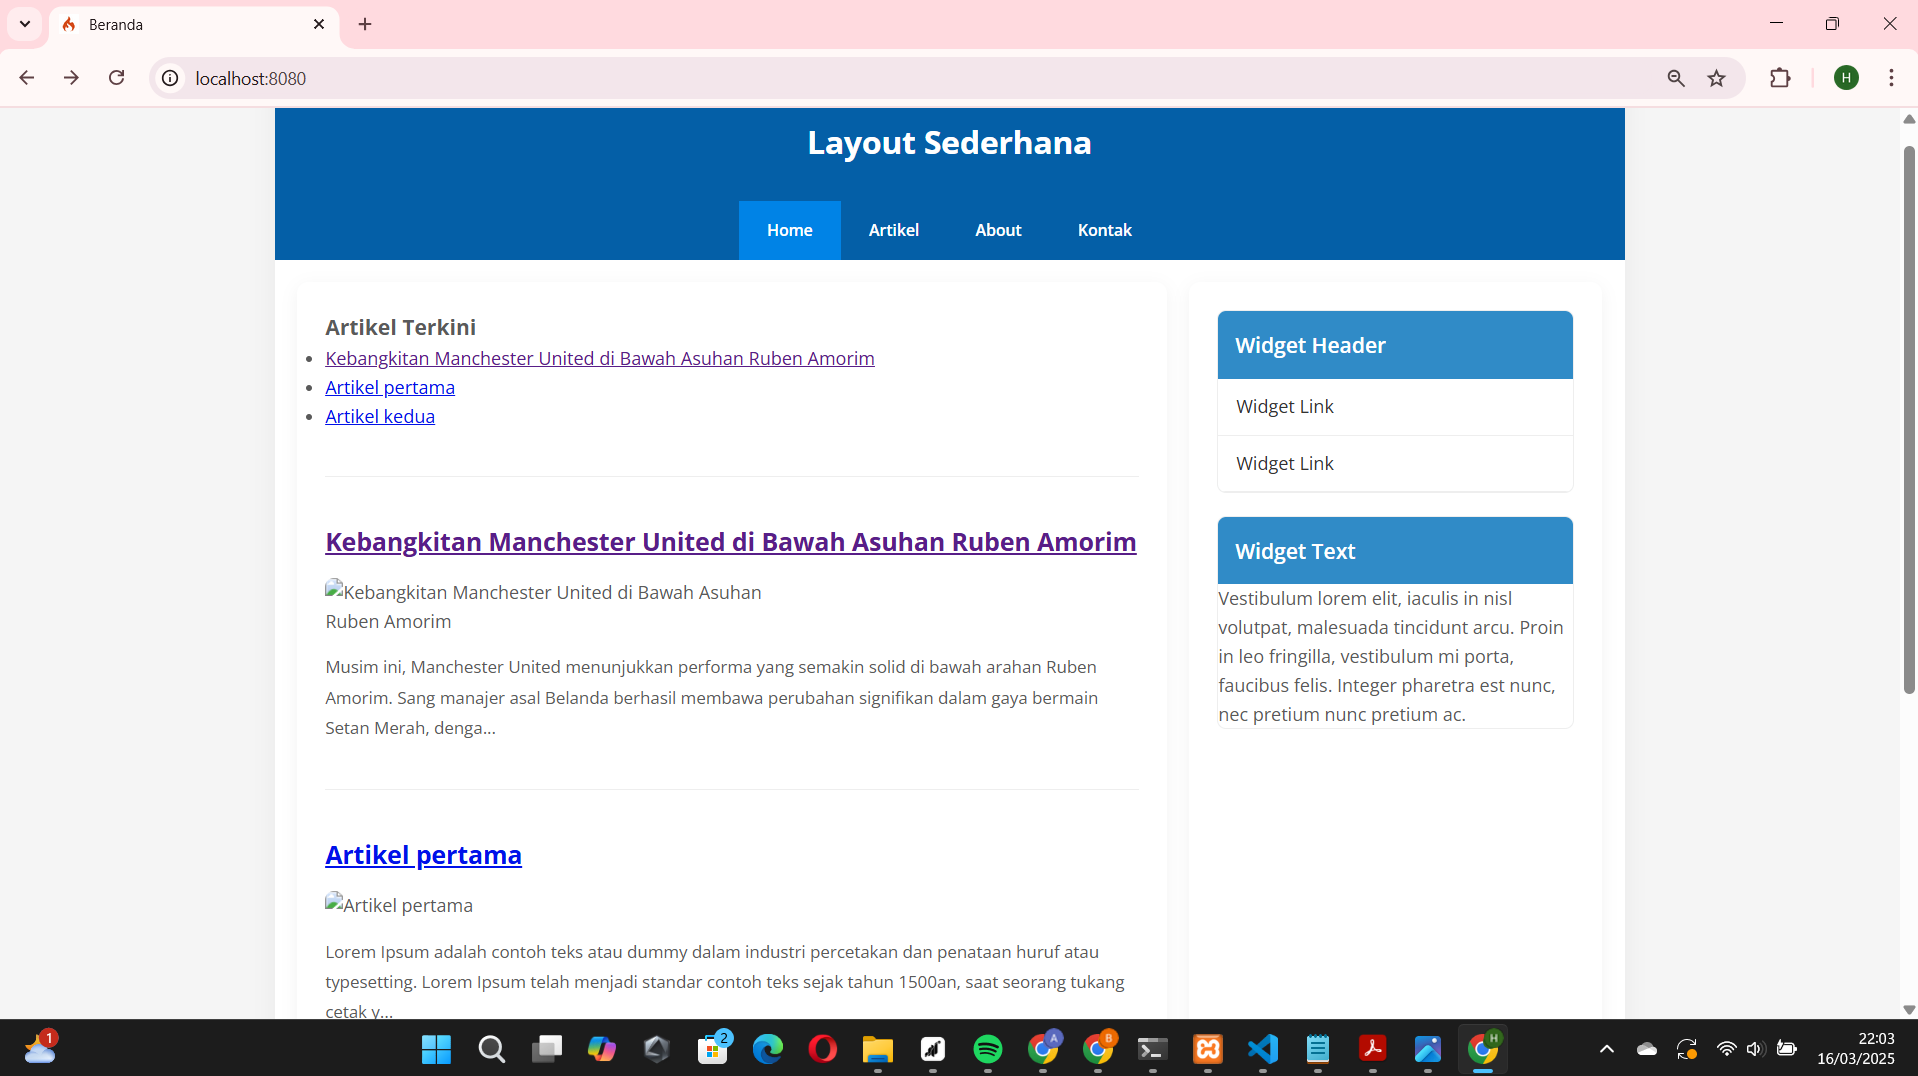 Beranda
localhost:8080
H
Layout Sederhana
Home
Artikel
About
Kontak
Artikel Terkini
Kebangkitan Manchester United di Bawah Asuhan Ruben Amorim
Artikel pertama
Artikel kedua
Kebangkitan Manchester United di Bawah Asuhan Ruben Amorim
Kebangkitan Manchester United di Bawah Asuhan
Ruben Amorim
Musim ini, Manchester United menunjukkan performa yang semakin solid di bawah arahan Ruben
Amorim. Sang manajer asal Belanda berhasil membawa perubahan signifikan dalam gaya bermain
Setan Merah, denga...
Artikel pertama
Artikel pertama
Lorem Ipsum adalah contoh teks atau dummy dalam industri percetakan dan penataan huruf atau
typesetting. Lorem Ipsum telah menjadi standar contoh teks sejak tahun 1500an, saat seorang tukang
cetak y...
Widget Header
Widget Link
Widget Link
Widget Text
Vestibulum lorem elit, iaculis in nisl
volutpat, malesuada tincidunt arcu. Proin
in leo fringilla, vestibulum mi porta,
faucibus felis. Integer pharetra est nunc,
nec pretium nunc pretium ac.
1
2
A
B
H
22:03
16/03/2025